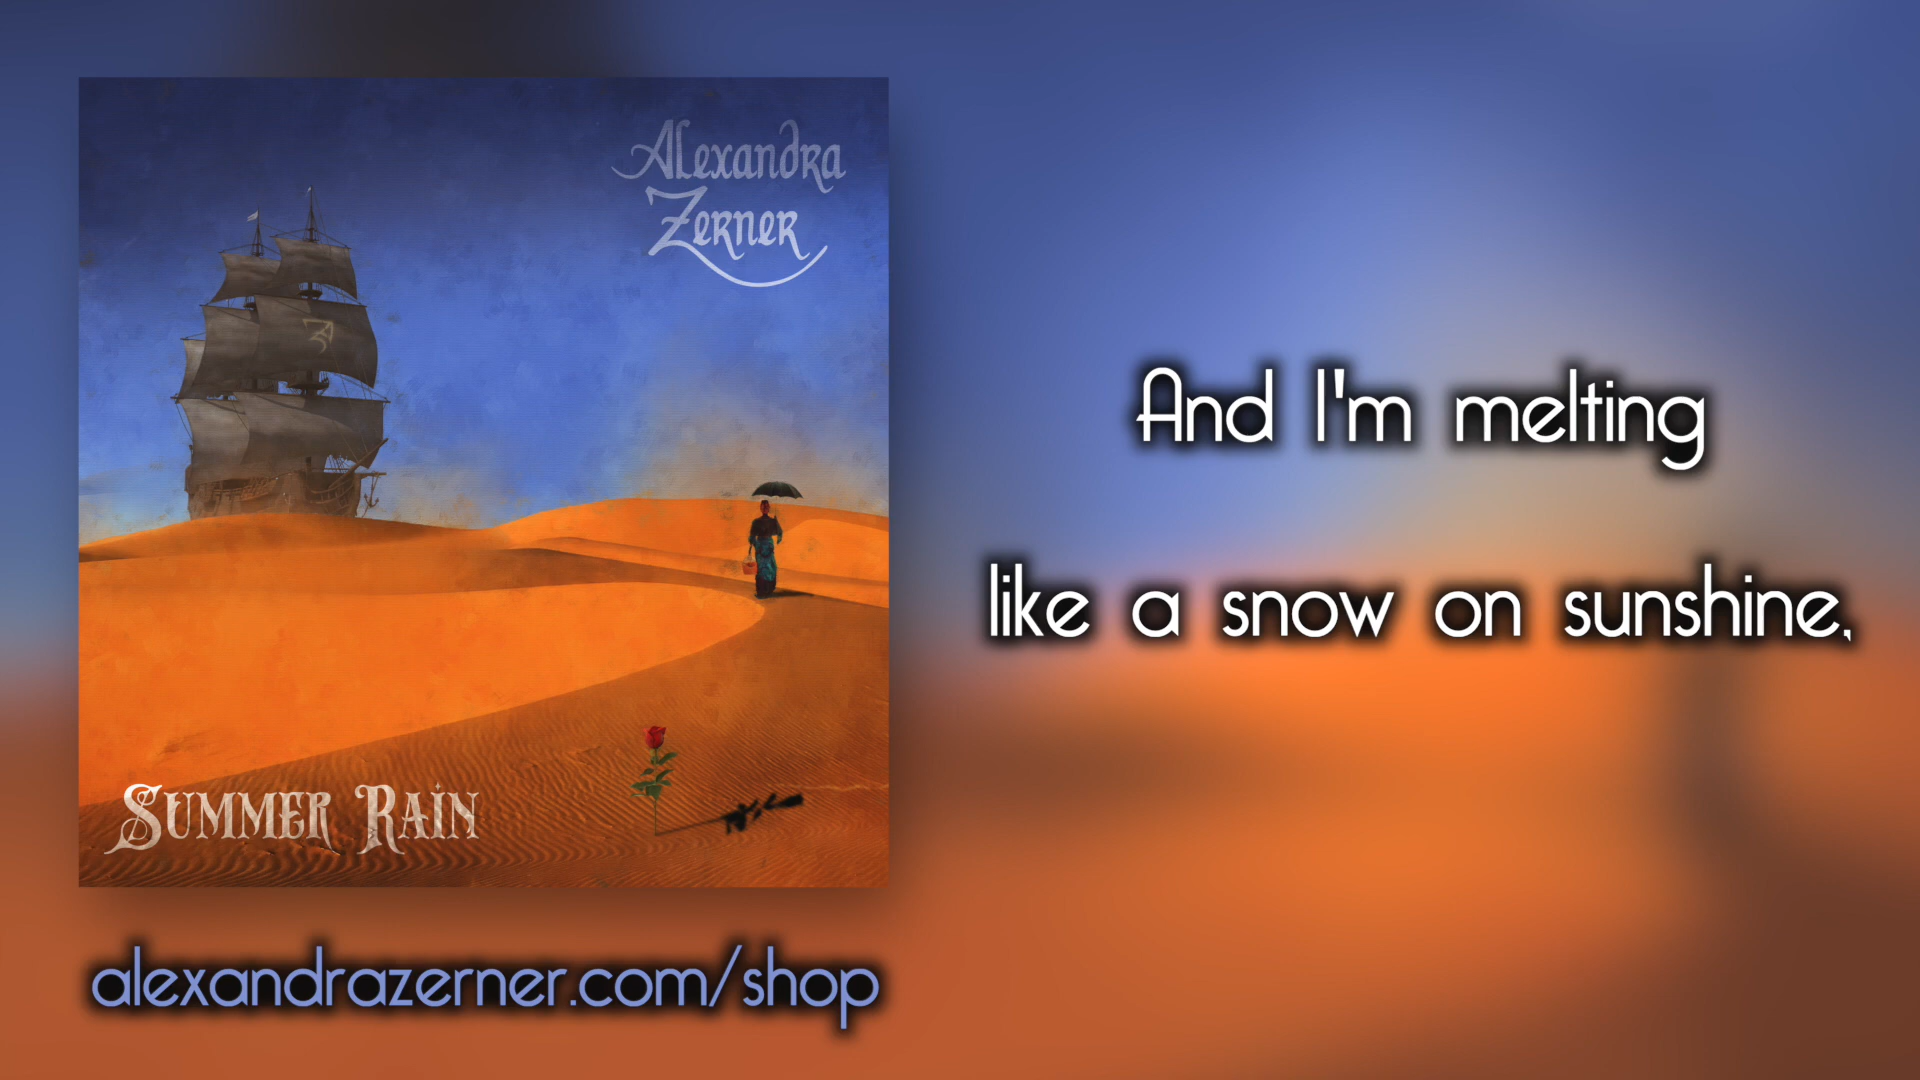 Alexandra
Zerner
Summer Rain
alexandrazerner.com/shop
And I'm melting
like a snow on sunshine,